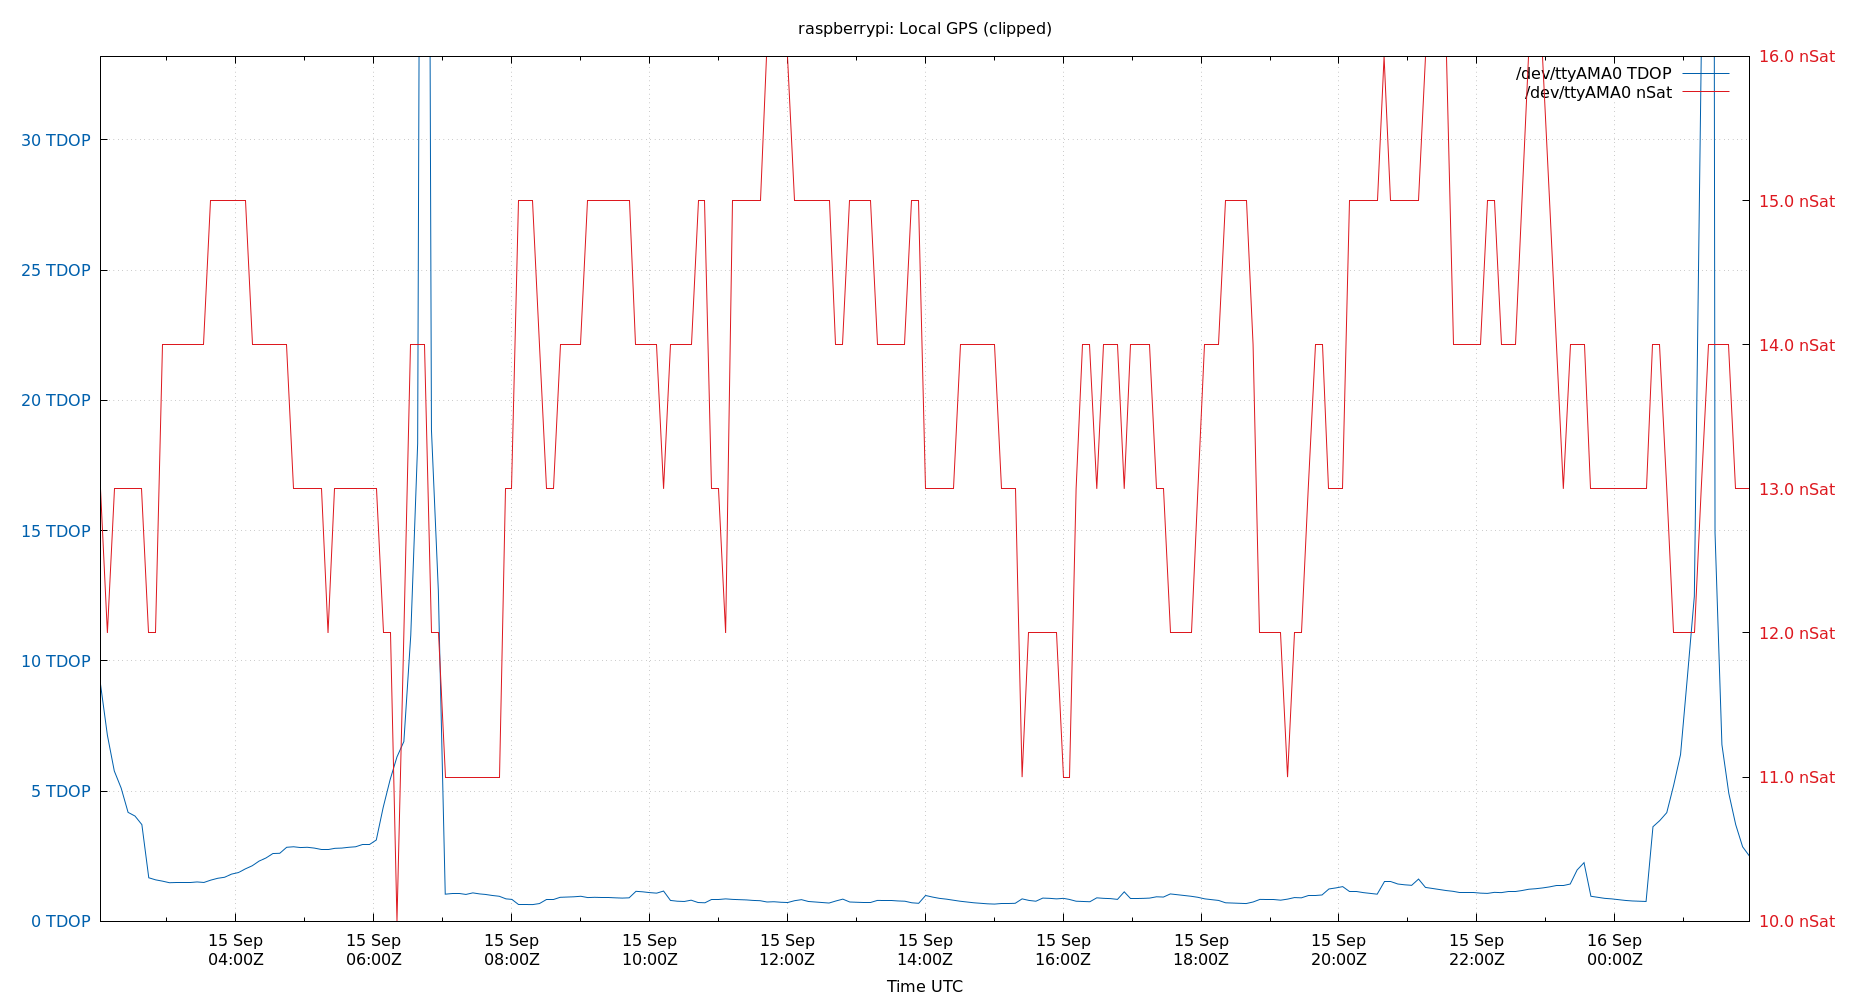 raspberrypi: Local GPS (clipped)
16.0 nSat
/dev/ttyAMA0 TDOP
/dev/ttyAMA0 nSat
30 TDOP
15.0 nSat
25 TDOP
14.0 nSat
20 TDOP
13.0 nSat
15 TDOP
12.0 nSat
10 TDOP
11.0 nSat
5 TDOP
0 TDOP
10.0 nSat
15 Sep 15 Sep 15 Sep 15 Sep 15 Sep 15 Sep 15 Sep 15 Sep 15 Sep 15 Sep 16 Sep
04:00Z 06:00Z 08:00Z 10:00Z 12:00Z 14:00Z 16:00Z 18:00Z 20:00Z 22:00Z 00:00Z
Time UTC